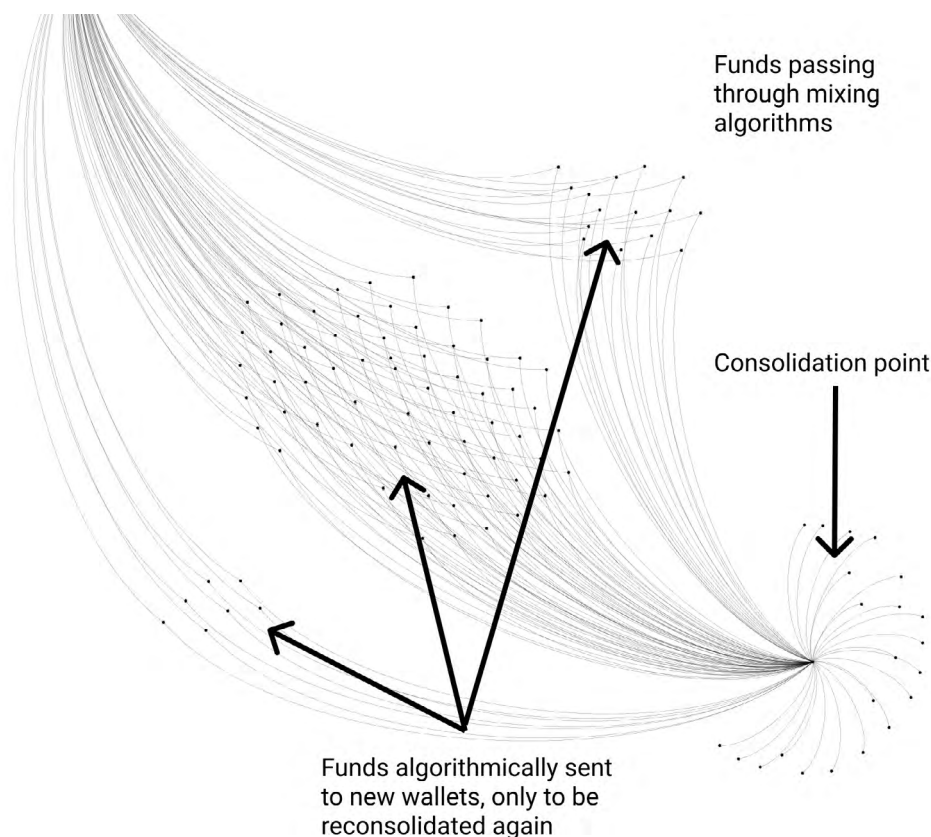 Funds passing
through mixing
algorithms
Consolidation point
Funds algorithmically sent
to new wallets, only to be
reconsolidated again